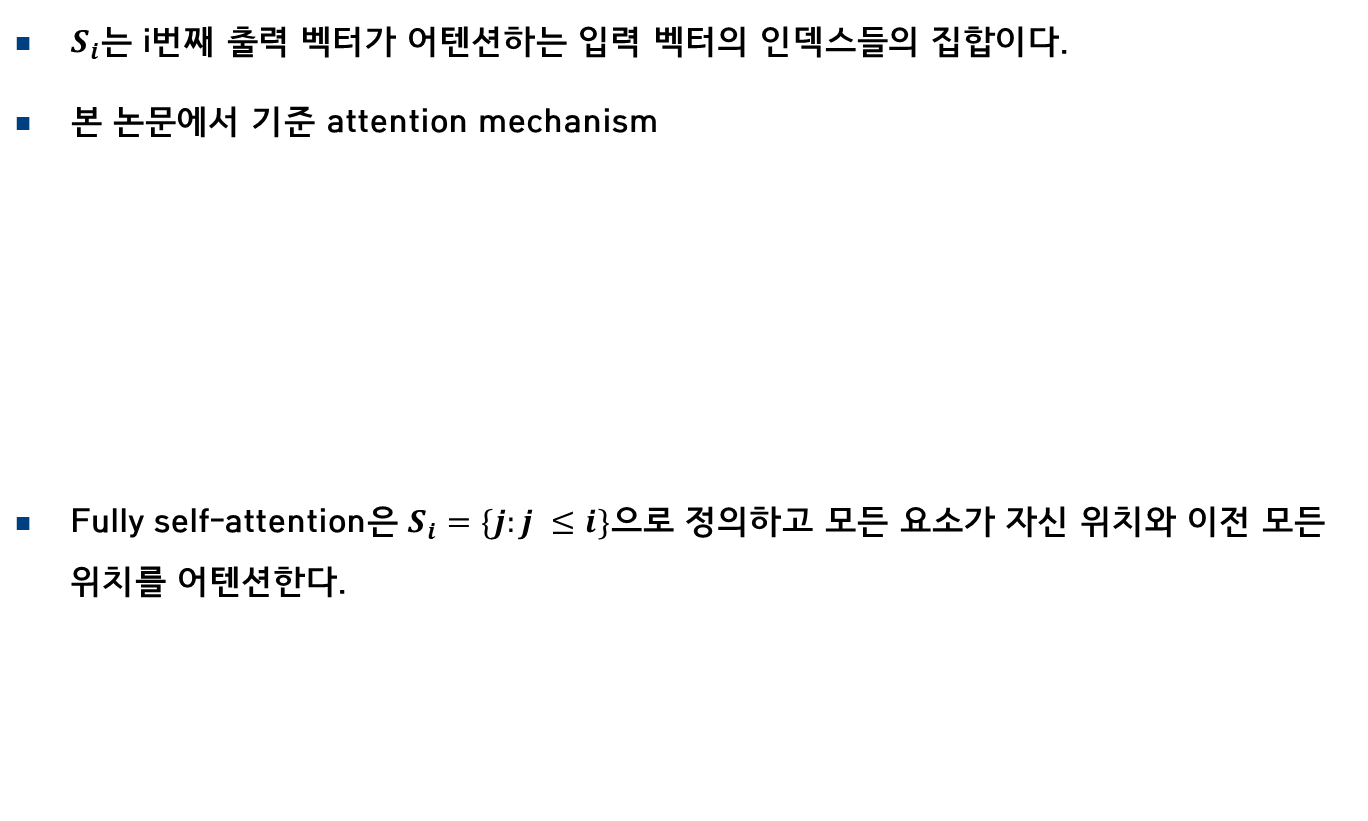 ▪ Sᵢ는 i번째 출력 벡터가 어텐션하는 입력 벡터의 인덱스들의 집합이다.
▪ 본 논문에서 기준 attention mechanism
▪ Fully self-attention은 Sᵢ = {j: j ≤ i}으로 정의하고 모든 요소가 자신 위치와 이전 모든
위치를 어텐션한다.